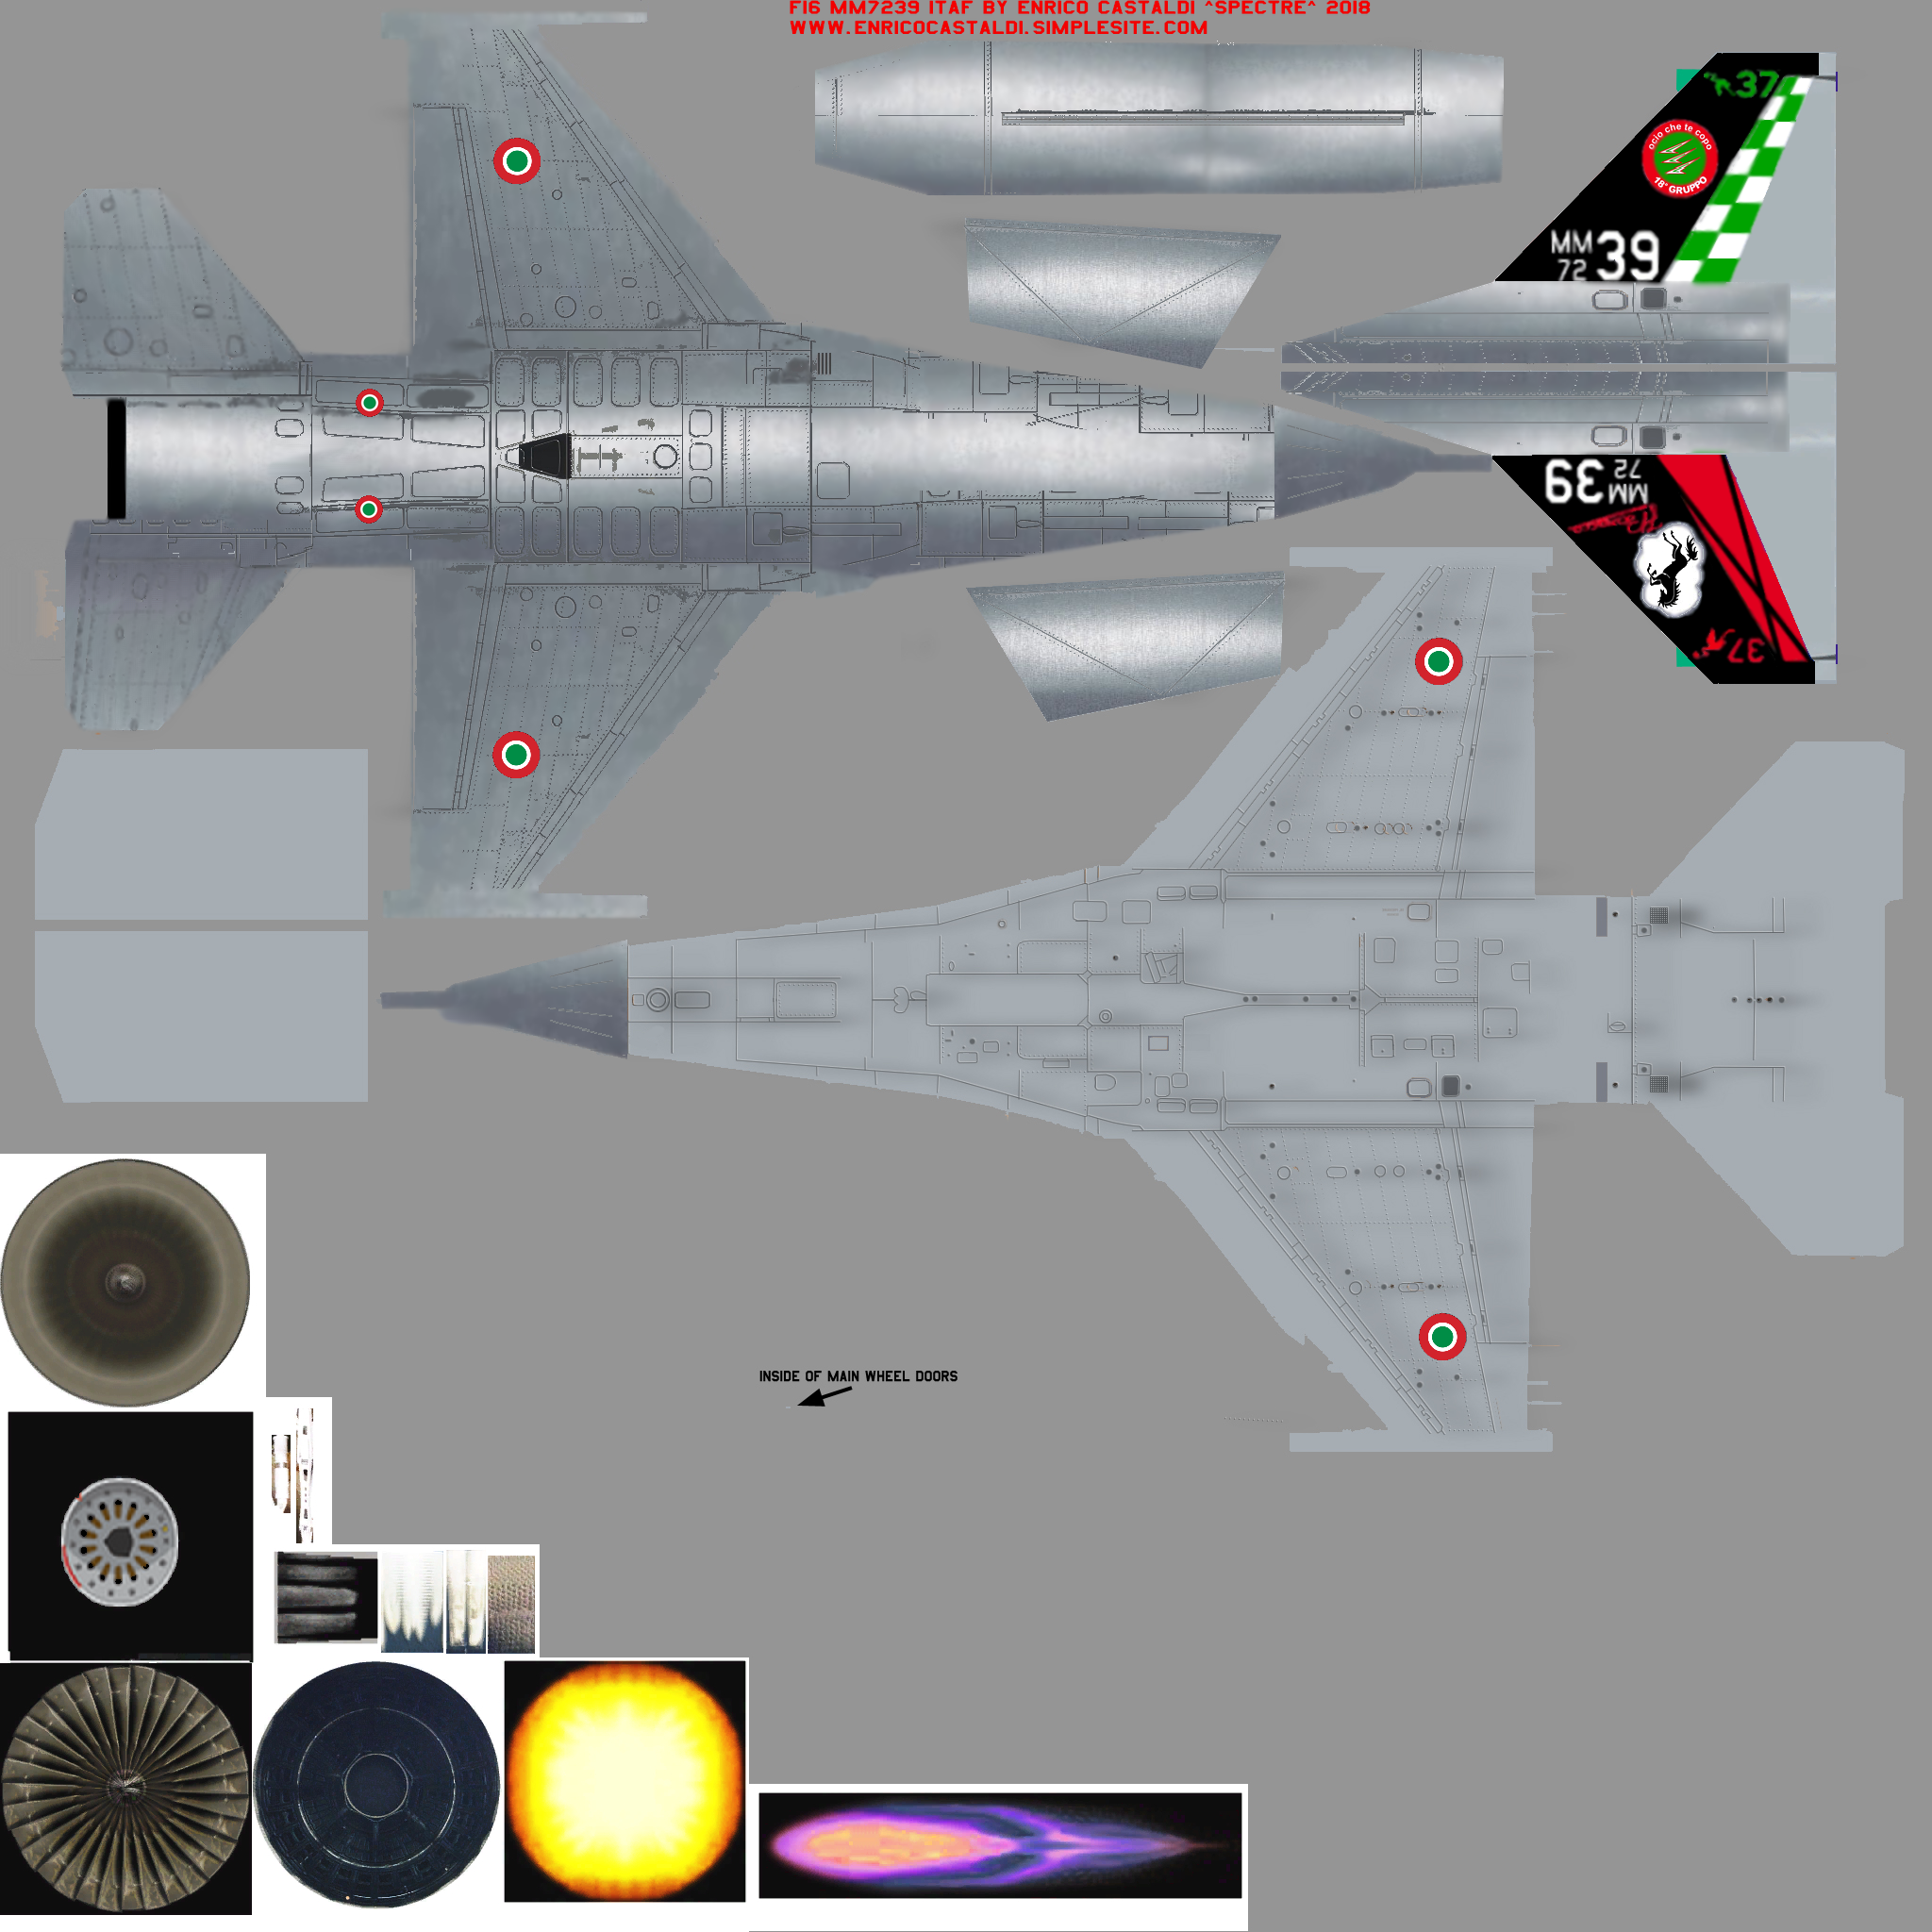 F16 MM7239 ITAF BY ENRICO CASTALDI ^SPECTRE^ 2018
WWW.ENRICOCASTALDI.SIMPLESITE.COM
37
ocio che te copo
18° GRUPPO
MM
72
39
MM
72
39
37
INSIDE OF MAIN WHEEL DOORS